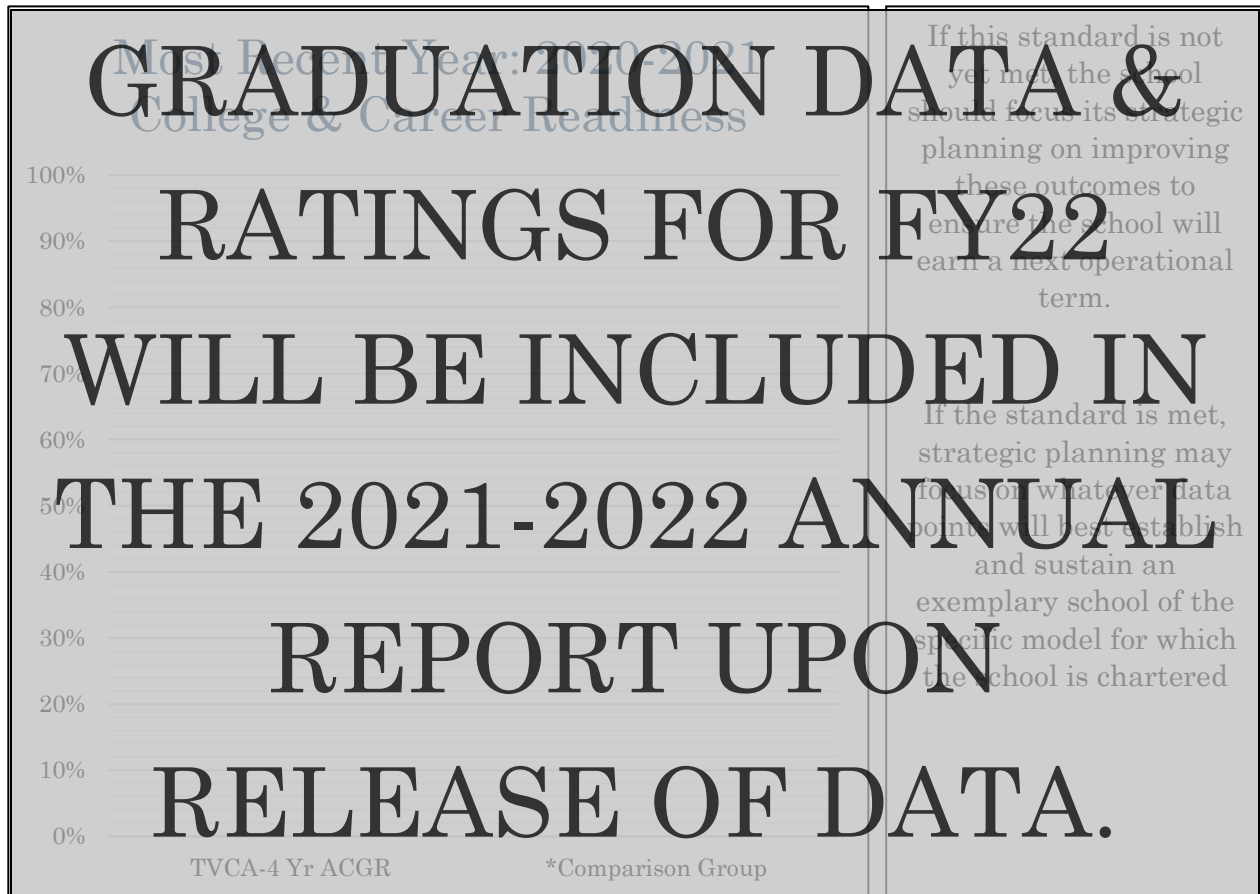 GRADUATION DATA &
RATINGS FOR FY22
WILL BE INCLUDED IN
THE 2021-2022 ANNUAL
REPORT UPON
RELEASE OF DATA.
Most Recent Year: 2020-2021
College & Career Readiness
100%
90%
80%
70%
60%
50%
40%
30%
20%
10%
0%
TVCA-4 Yr ACGR
*Comparison Group
If this standard is not
yet met, the school
should focus its strategic
planning on improving
these outcomes to
ensure the school will
earn a next operational
term.
If the standard is met,
strategic planning may
focus on whatever data
points will best establish
and sustain an
exemplary school of the
specific model for which
the school is chartered